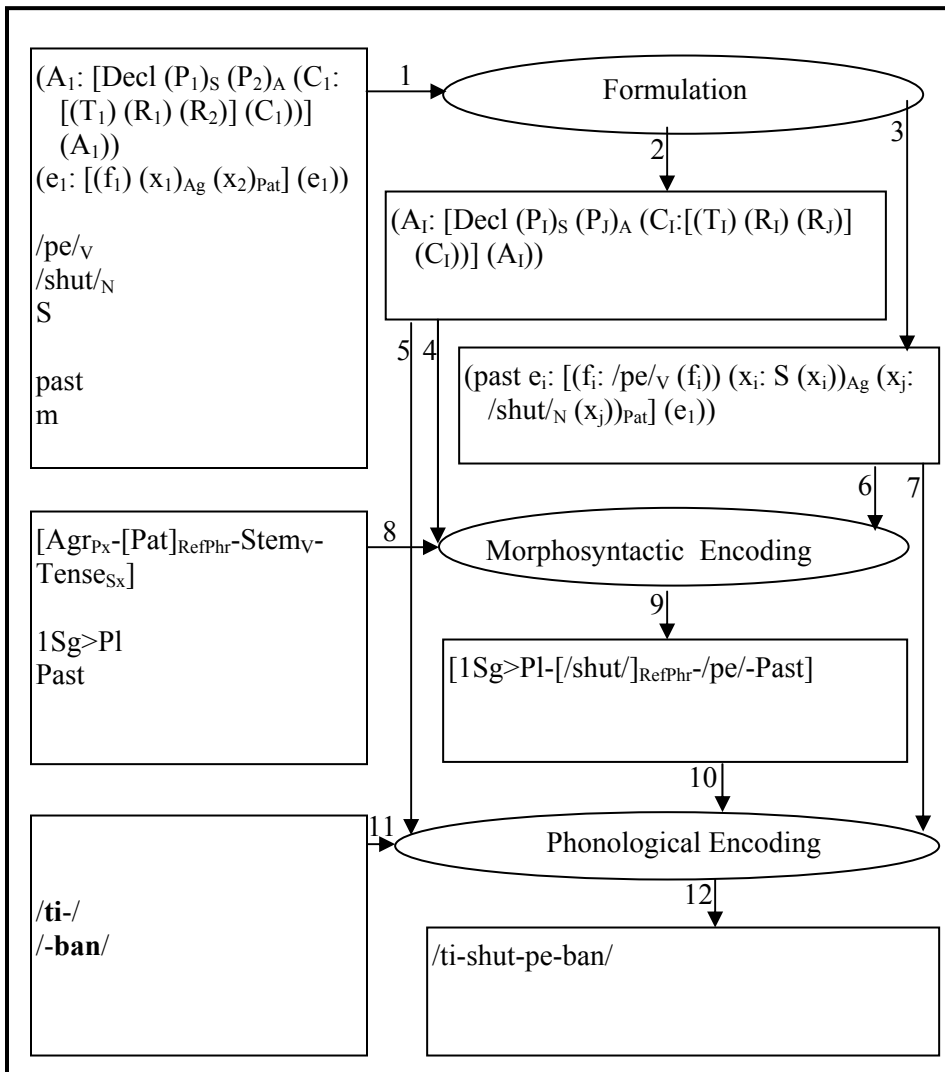 (A₁: [Decl (P₁)S (P₂)A (C₁:
[(T₁) (R₁) (R₂)] (C₁))]
(A₁))
(e₁: [(f₁) (x₁)Ag (x₂)Pat] (e₁))
/pe/V
/shut/N
S
past
m
1
Formulation
2
3
(AI: [Decl (PI)S (PJ)A (CI:[(TI) (RI) (RJ)]
(CI))] (AI))
5
4
(past ei: [(fi: /pe/V (fi)) (xi: S (xi))Ag (xj:
/shut/N (xj))Pat] (e₁))
6
7
[AgrPx-[Pat]RefPhr-StemV-
TenseSx]
1Sg>Pl
Past
8
Morphosyntactic Encoding
9
[1Sg>Pl-[/shut/]RefPhr-/pe/-Past]
10
/ti-/
/-ban/
11
Phonological Encoding
12
/ti-shut-pe-ban/